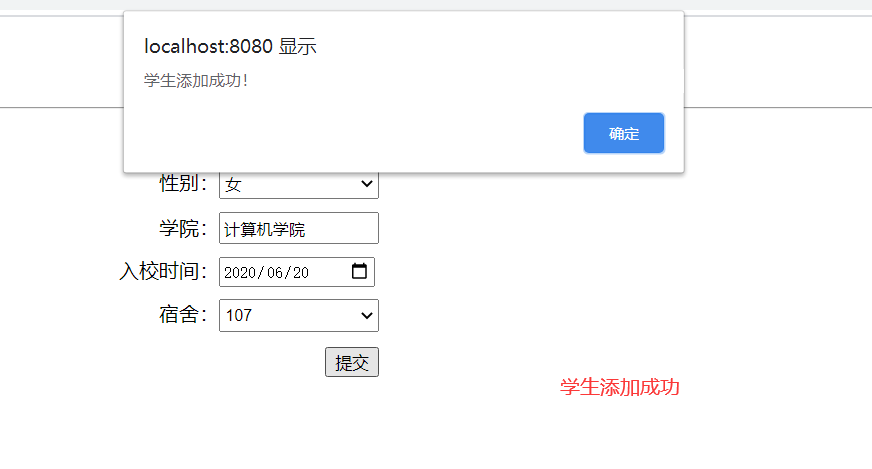 localhost:8080 显示
学生添加成功！
确定
性别： 女
学院： 计算机学院
入校时间： 2020/06/20
宿舍： 107
提交
学生添加成功